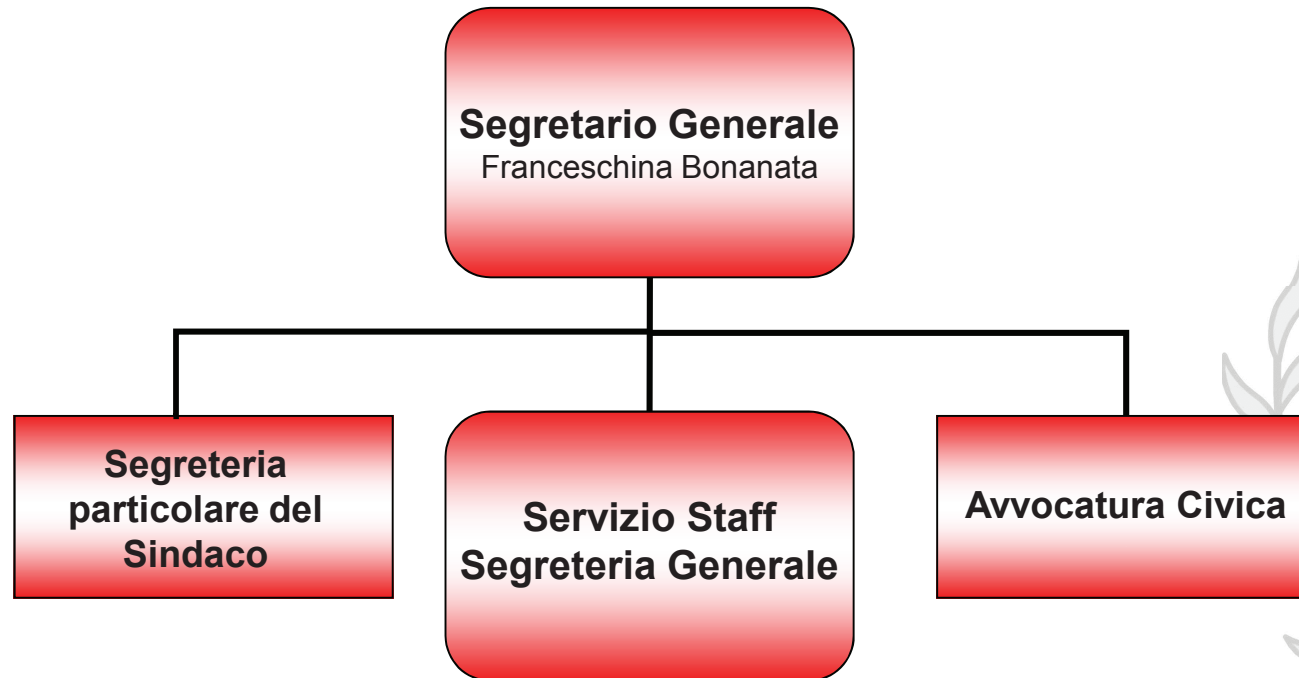 Segretario Generale
Franceschina Bonanata
Segreteria
particolare del
Sindaco
Servizio Staff
Segreteria Generale
Avvocatura Civica